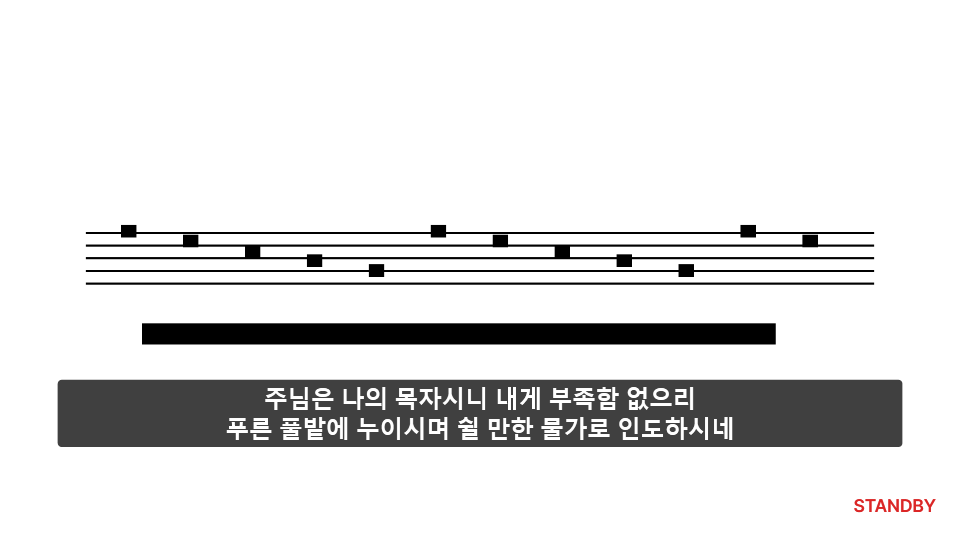 주님은 나의 목자시니 내게 부족함 없으리
푸른 풀밭에 누이시며 쉴 만한 물가로 인도하시네
STANDBY